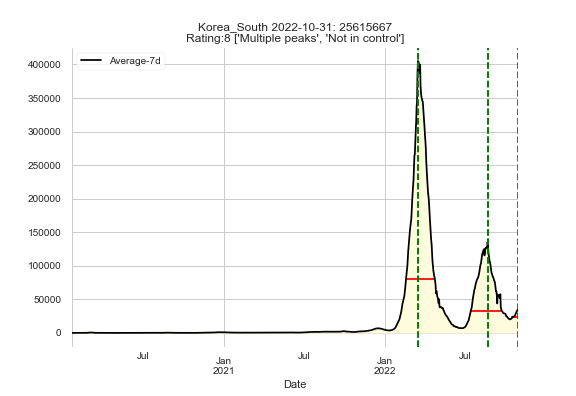 Korea_South 2022-10-31: 25615667
Rating:8 ['Multiple peaks', 'Not in control']
Average-7d
400000
350000
300000
250000
200000
150000
100000
50000
0
Jul Jan Jul Jan Jul
2021 2022
Date